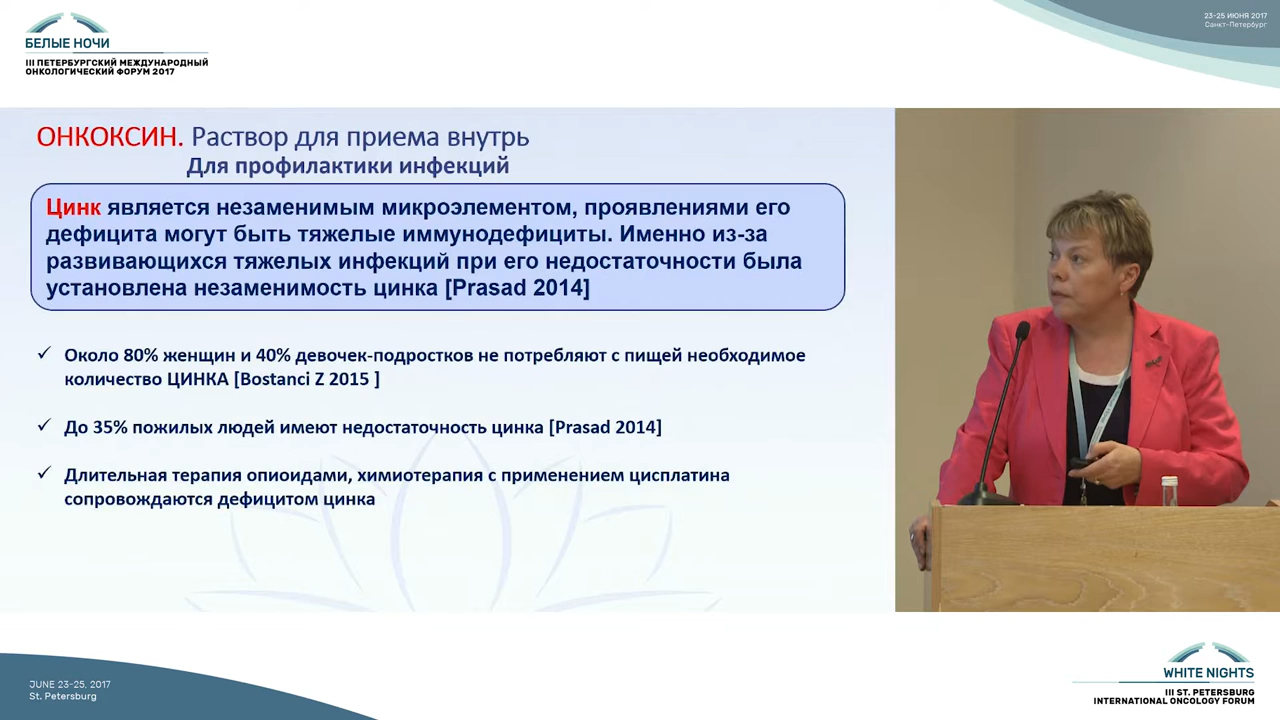 БЕЛЫЕ НОЧИ
III ПЕТЕРБУРГСКИЙ МЕЖДУНАРОДНЫЙ
ОНКОЛОГИЧЕСКИЙ ФОРУМ 2017
23-25 ИЮНЯ 2017
Санкт-Петербург
ОНКОКСИН. Раствор для приема внутрь
Для профилактики инфекций
Цинк является незаменимым микроэлементом, проявлениями его
дефицита могут быть тяжелые иммунодефициты. Именно из-за
развивающихся тяжелых инфекций при его недостаточности была
установлена незаменимость цинка [Prasad 2014]
✓ Около 80% женщин и 40% девочек-подростков не потребляют с пищей необходимое
количество ЦИНКА [Bostanci Z 2015 ]
✓ До 35% пожилых людей имеют недостаточность цинка [Prasad 2014]
✓ Длительная терапия опиоидами, химиотерапия с применением цисплатина
сопровождаются дефицитом цинка
JUNE 23-25, 2017
St. Petersburg
WHITE NIGHTS
III ST. PETERSBURG
INTERNATIONAL ONCOLOGY FORUM